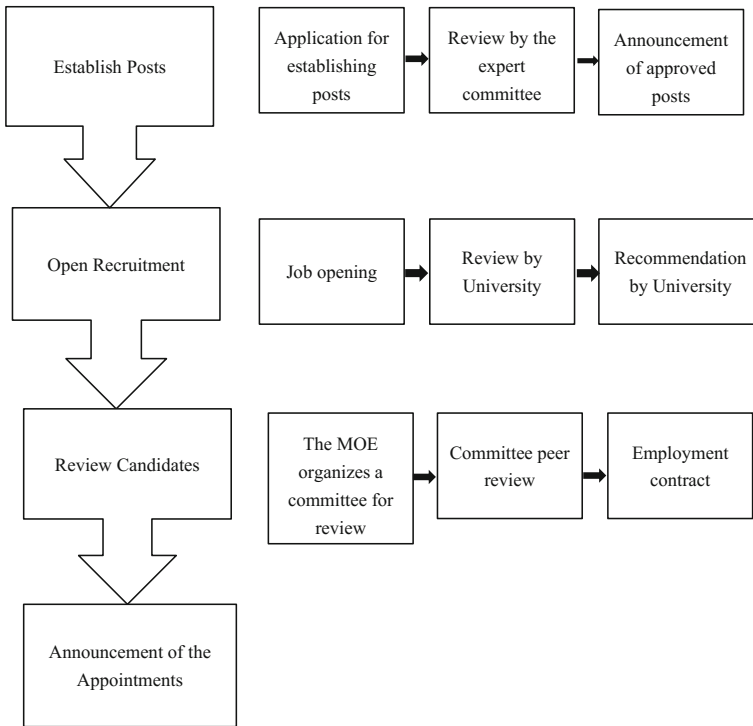 Establish Posts
Application for
establishing
posts
Review by the
expert
committee
Announcement
of approved
posts
Open Recruitment
Job opening
Review by
University
Recommendation
by University
Review Candidates
The MOE
organizes a
committee for
review
Committee peer
review
Employment
contract
Announcement of the
Appointments